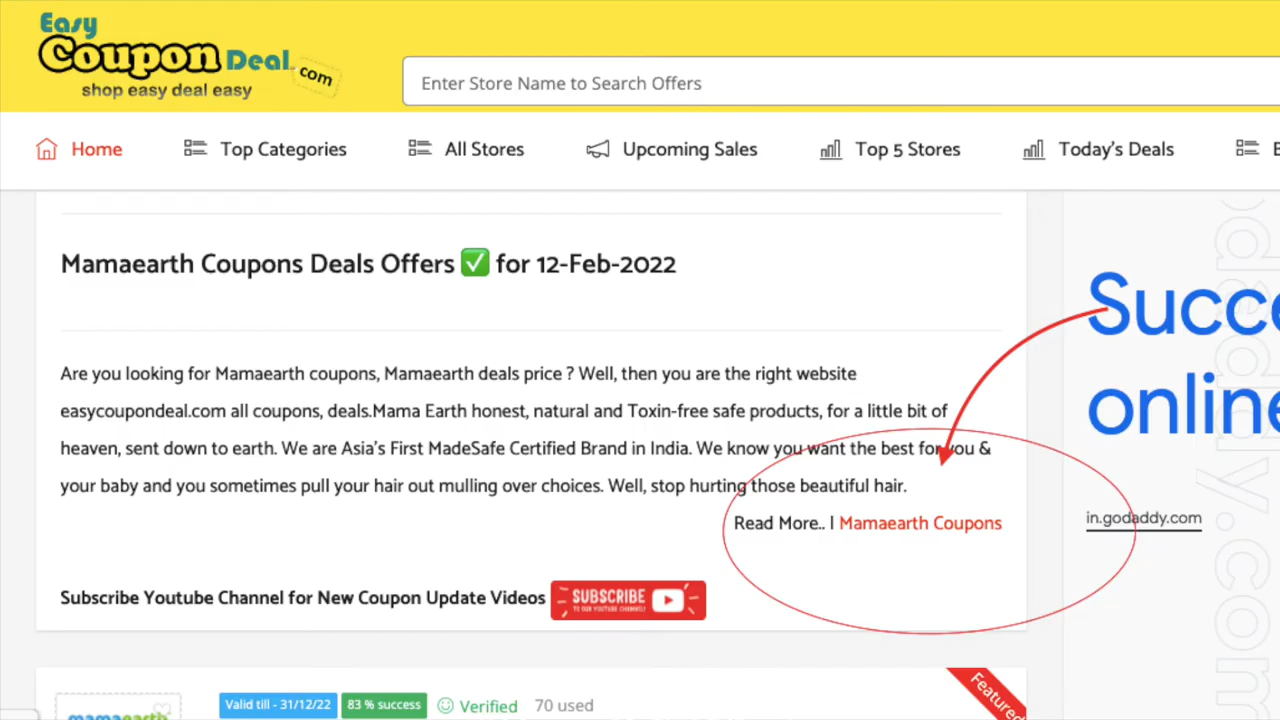 Easy
Coupon Deal .com
shop easy deal easy
Enter Store Name to Search Offers
Home Top Categories All Stores Upcoming Sales Top 5 Stores Today's Deals E
Mamaearth Coupons Deals Offers ✅ for 12-Feb-2022
Are you looking for Mamaearth coupons, Mamaearth deals price ? Well, then you are the right website
easycoupondeal.com all coupons, deals.Mama Earth honest, natural and Toxin-free safe products, for a little bit of
heaven, sent down to earth. We are Asia's First MadeSafe Certified Brand in India. We know you want the best for you &
your baby and you sometimes pull your hair out mulling over choices. Well, stop hurting those beautiful hair.
Read More.. | Mamaearth Coupons
Succe
online
in.godaddy.com
Subscribe Youtube Channel for New Coupon Update Videos SUBSCRIBE
TO OUR YOUTUBE CHANNEL!
Valid till - 31/12/22 83 % success Verified 70 used
Featured
mamaearth